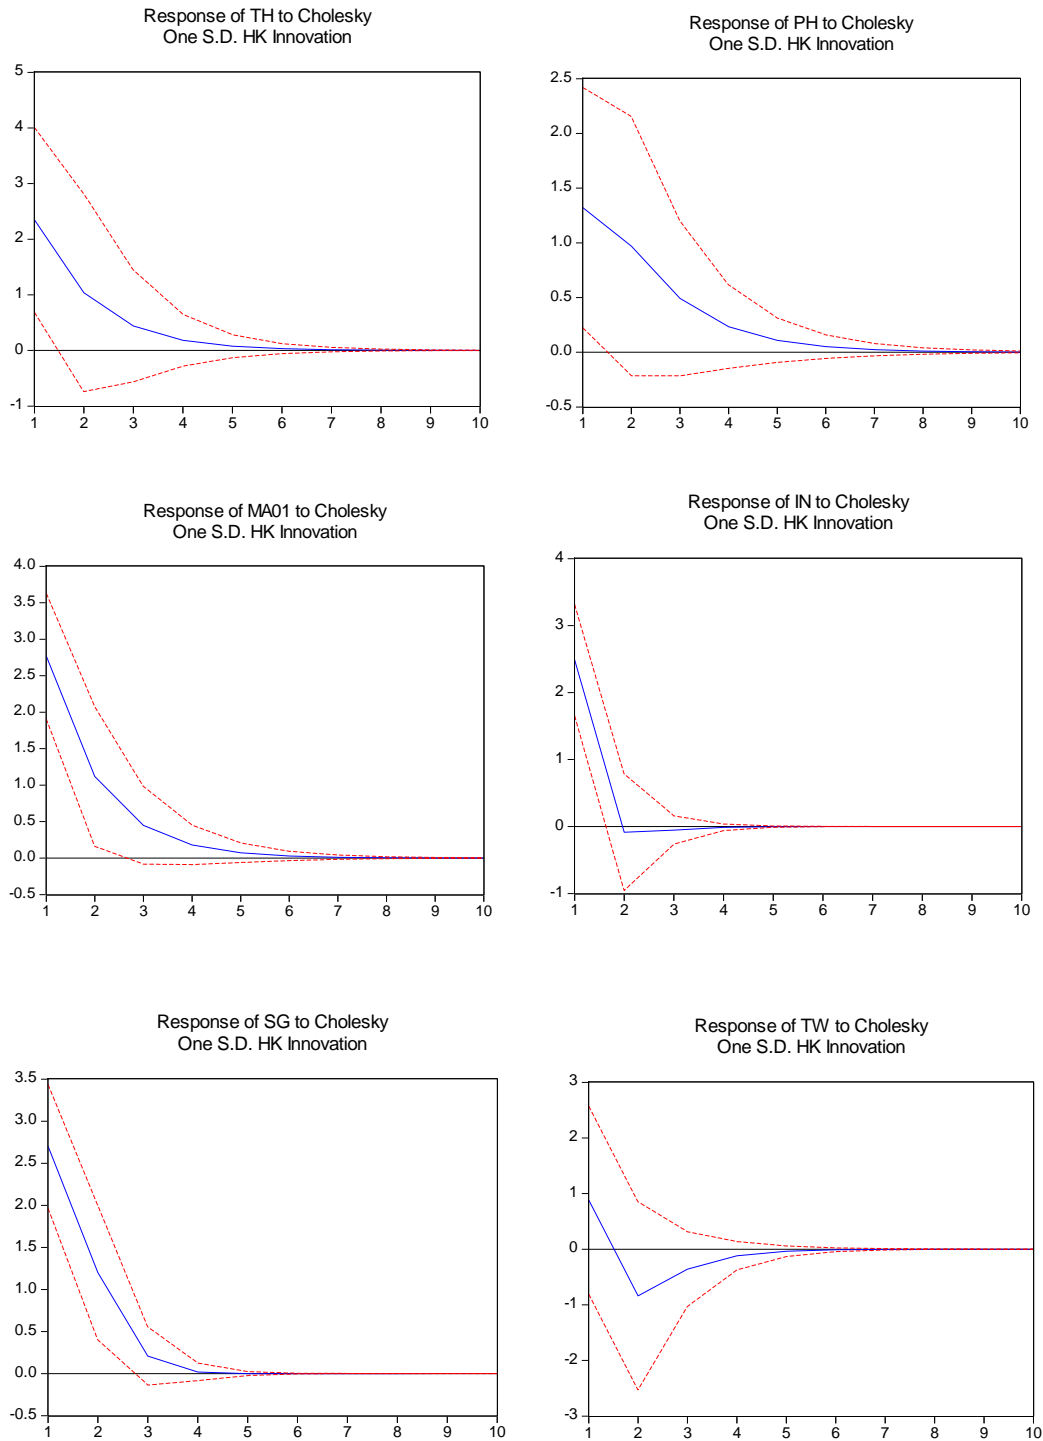 Response of TH to Cholesky
One S.D. HK Innovation
5
4
3
2
1
0
-1
1 2 3 4 5 6 7 8 9 10
Response of PH to Cholesky
One S.D. HK Innovation
2.5
2.0
1.5
1.0
0.5
0.0
-0.5
1 2 3 4 5 6 7 8 9 10
Response of MA01 to Cholesky
One S.D. HK Innovation
4.0
3.5
3.0
2.5
2.0
1.5
1.0
0.5
0.0
-0.5
1 2 3 4 5 6 7 8 9 10
Response of IN to Cholesky
One S.D. HK Innovation
4
3
2
1
0
-1
1 2 3 4 5 6 7 8 9 10
Response of SG to Cholesky
One S.D. HK Innovation
3.5
3.0
2.5
2.0
1.5
1.0
0.5
0.0
-0.5
1 2 3 4 5 6 7 8 9 10
Response of TW to Cholesky
One S.D. HK Innovation
3
2
1
0
-1
-2
-3
1 2 3 4 5 6 7 8 9 10